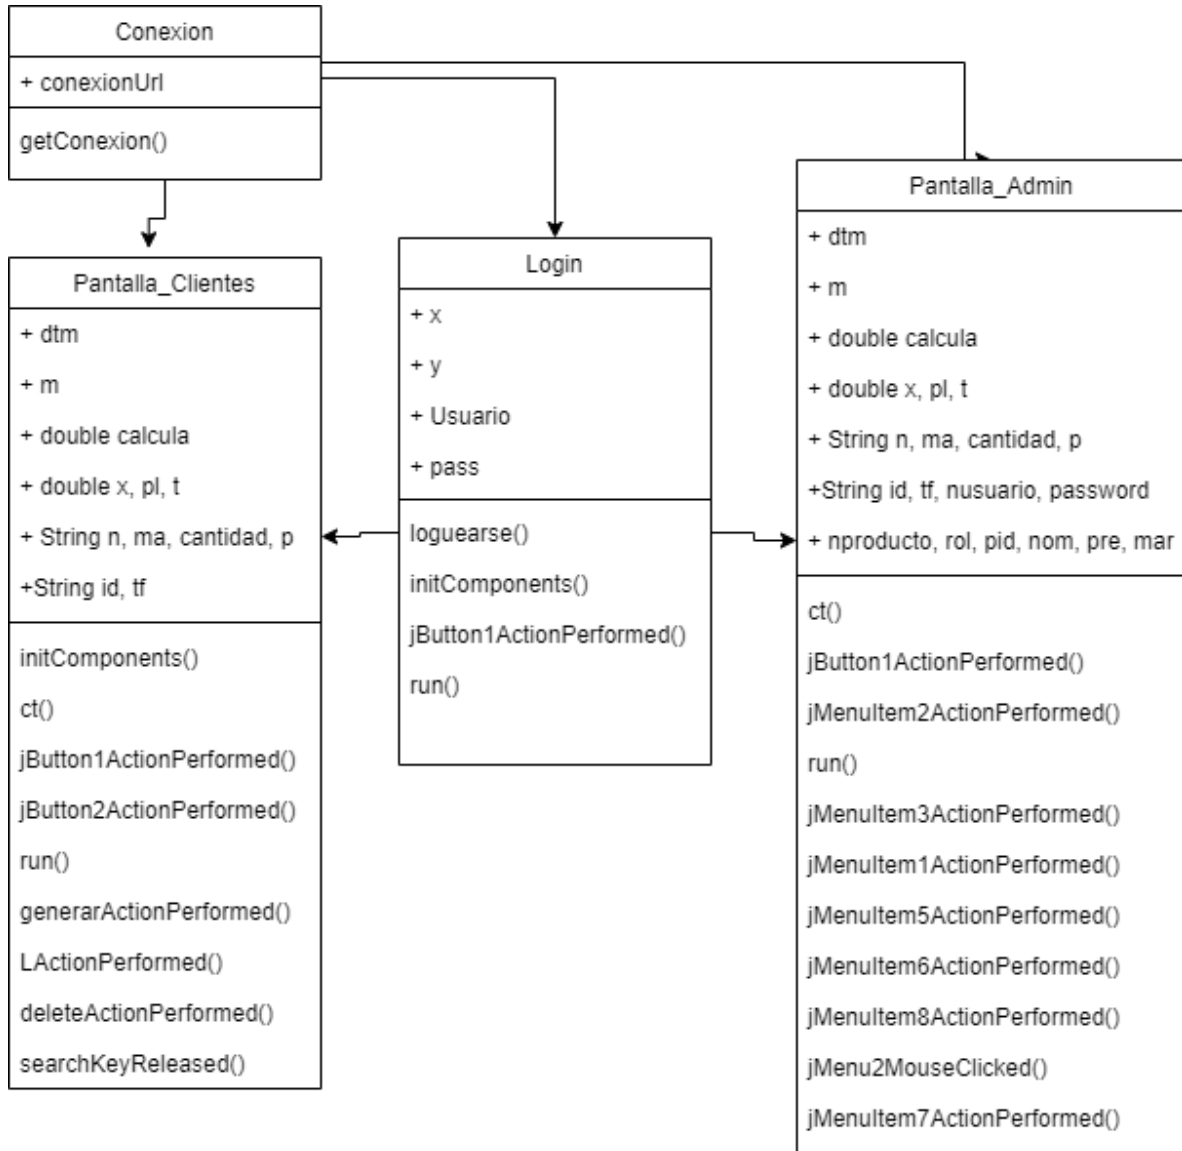 Conexion
+ conexionUrl
getConexion()
Pantalla_Clientes
+ dtm
+ m
+ double calcula
+ double x, pl, t
+ String n, ma, cantidad, p
+String id, tf
initComponents()
ct()
jButton1ActionPerformed()
jButton2ActionPerformed()
run()
generarActionPerformed()
LActionPerformed()
deleteActionPerformed()
searchKeyReleased()
Login
+ x
+ y
+ Usuario
+ pass
loguearse()
initComponents()
jButton1ActionPerformed()
run()
Pantalla_Admin
+ dtm
+ m
+ double calcula
+ double x, pl, t
+ String n, ma, cantidad, p
+String id, tf, nusuario, password
+ nproducto, rol, pid, nom, pre, mar
ct()
jButton1ActionPerformed()
jMenuItem2ActionPerformed()
run()
jMenuItem3ActionPerformed()
jMenuItem1ActionPerformed()
jMenuItem5ActionPerformed()
jMenuItem6ActionPerformed()
jMenuItem8ActionPerformed()
jMenu2MouseClicked()
jMenuItem7ActionPerformed()